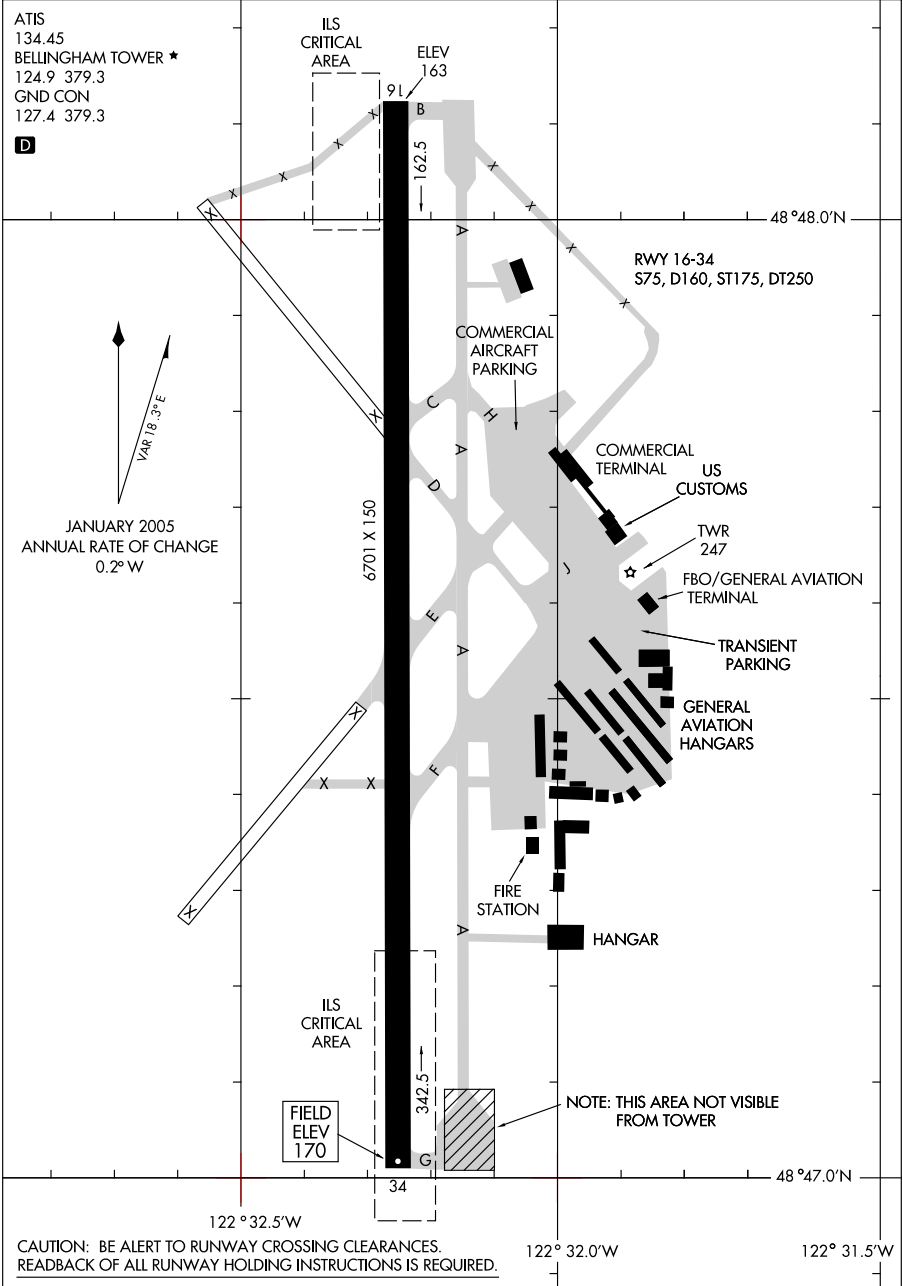 ATIS
134.45
BELLINGHAM TOWER ★
124.9 379.3
GND CON
127.4 379.3
D
ILS
CRITICAL
AREA
ELEV
163
16
B
162.5
X
X
X
X
X
X
X
X
X
A
48°48.0'N
RWY 16-34
S75, D160, ST175, DT250
COMMERCIAL
AIRCRAFT
PARKING
VAR 18.3° E
JANUARY 2005
ANNUAL RATE OF CHANGE
0.2° W
X
C
H
A
D
COMMERCIAL
TERMINAL
US
CUSTOMS
6701 X 150
TWR
247
J
FBO/GENERAL AVIATION
TERMINAL
E
A
TRANSIENT
PARKING
GENERAL
AVIATION
HANGARS
X
X
X
F
X
FIRE
STATION
A
HANGAR
ILS
CRITICAL
AREA
342.5
NOTE: THIS AREA NOT VISIBLE
FROM TOWER
FIELD
ELEV
170
G
34
48°47.0'N
122°32.5'W
122°32.0'W
122°31.5'W
CAUTION: BE ALERT TO RUNWAY CROSSING CLEARANCES.
READBACK OF ALL RUNWAY HOLDING INSTRUCTIONS IS REQUIRED.